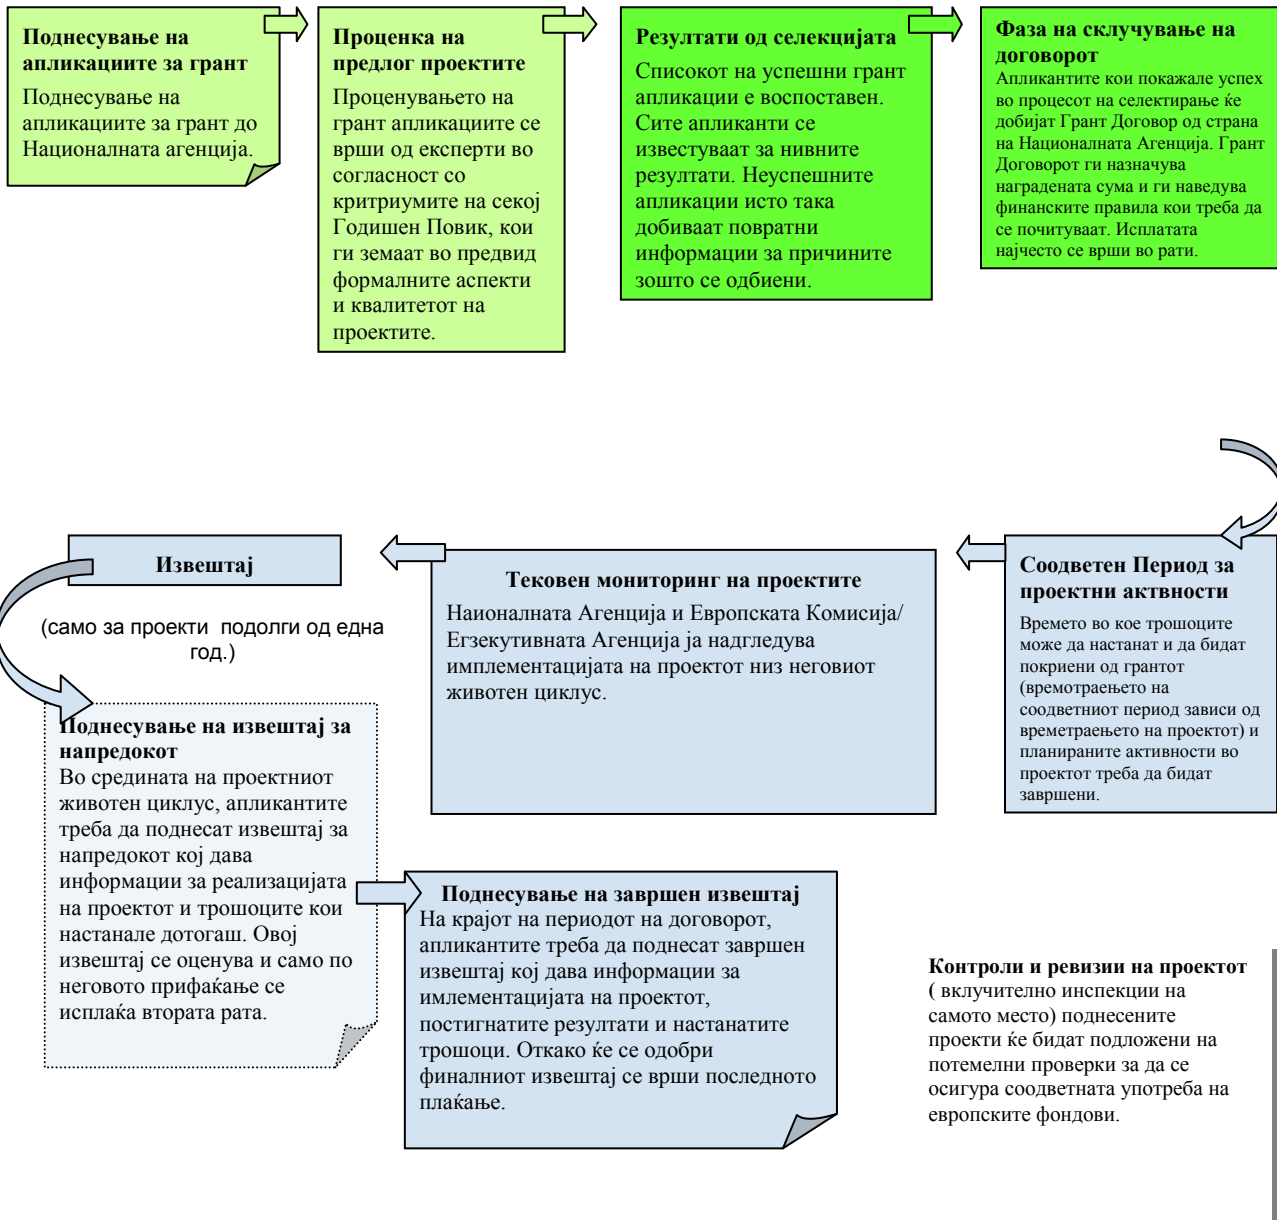 Поднесување на
апликациите за грант
Поднесување на
апликациите за грант до
Националната агенција.
Проценка на
предлог проектите
Проценувањето на
грант апликациите се
врши од експерти во
согласност со
критриумите на секој
Годишен Повик, кои
ги земаат во предвид
формалните аспекти
и квалитетот на
проектите.
Резултати од селекцијата
Списокот на успешни грант
апликации е воспоставен.
Сите апликанти се
известуваат за нивните
резултати. Неуспешните
апликации исто така
добиваат повратни
информации за причините
зошто се одбиени.
Фаза на склучување на
договорот
Апликантите кои покажале успех
во процесот на селектирање ќе
добијат Грант Договор од страна
на Националната Агенција. Грант
Договорот ги назначува
наградената сума и ги наведува
финанските правила кои треба да
се почитуваат. Исплатата
најчесто се врши во рати.
Соодветен Период за
проектни актвности
Времето во кое трошоците
може да настанат и да бидат
покриени од грантот
(времотраењето на
соодветниот период зависи од
времетраењето на проектот) и
планираните активности во
проектот треба да бидат
завршени.
Тековен мониторинг на проектите
Наионалната Агенција и Европската Комисија/
Егзекутивната Агенција ја надгледува
имплементацијата на проектот низ неговиот
животен циклус.
Извештај
(само за проекти подолги од една
год.)
Поднесување на извештај за
напредокот
Во средината на проектниот
животен циклус, апликантите
треба да поднесат извештај за
напредокот кој дава
информации за реализацијата
на проектот и трошоците кои
настанале дотогаш. Овој
извештај се оценува и само по
неговото прифаќање се
исплаќа втората рата.
Поднесување на завршен извештај
На крајот на периодот на договорот,
апликантите треба да поднесат завршен
извештај кој дава информации за
имлементацијата на проектот,
постигнатите резултати и настанатите
трошоци. Откако ќе се одобри
финалниот извештај се врши последното
плаќање.
Контроли и ревизии на проектот
( вклучително инспекции на
самото место) поднесените
проекти ќе бидат подложени на
потемелни проверки за да се
осигура соодветната употреба на
европските фондови.